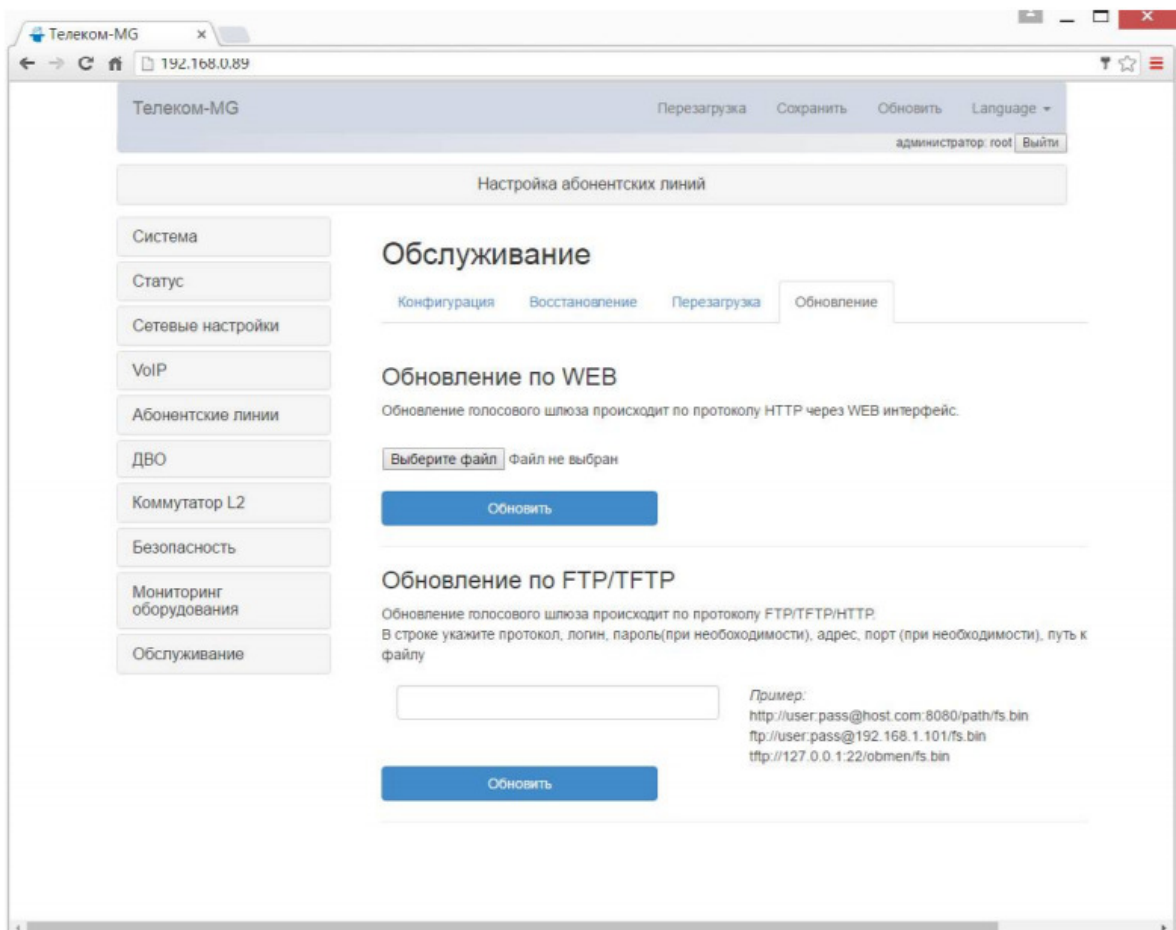 Телеком-MG
192.168.0.89
Телеком-MG
Перезагрузка Сохранить Обновить Language
администратор: root Выйти
Настройка абонентских линий
Система
Статус
Сетевые настройки
VoIP
Абонентские линии
ДВО
Коммутатор L2
Безопасность
Мониторинг
оборудования
Обслуживание
Обслуживание
Конфигурация Восстановление Перезагрузка Обновление
Обновление по WEB
Обновление голосового шлюза происходит по протоколу HTTP через WEB интерфейс.
Выберите файл Файл не выбран
Обновить
Обновление по FTP/TFTP
Обновление голосового шлюза происходит по протоколу FTP/TFTP/HTTP.
В строке укажите протокол, логин, пароль(при необоходимости), адрес, порт (при необходимости), путь к
файлу
Пример:
http://user:pass@host.com:8080/path/fs.bin
ftp://user:pass@192.168.1.101/fs.bin
tftp://127.0.0.1:22/obmen/fs.bin
Обновить